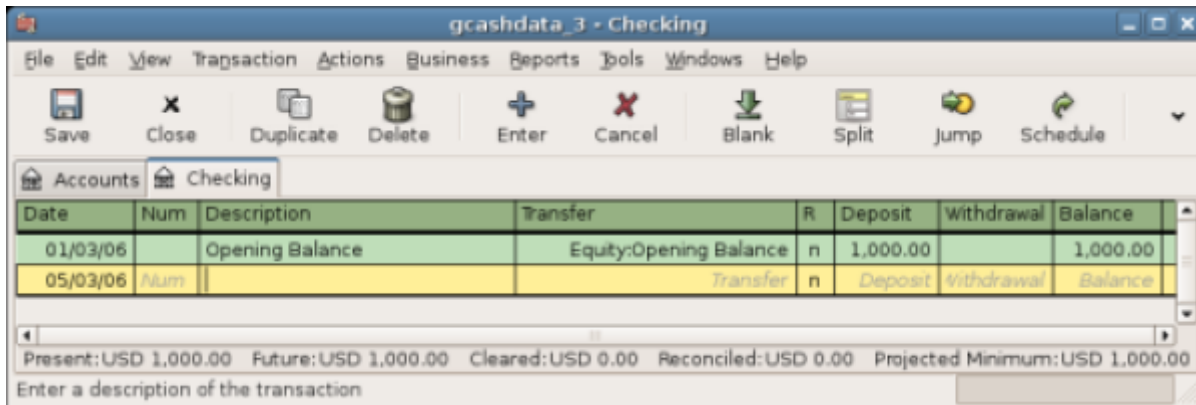 gcashdata_3 - Checking
File Edit View Transaction Actions Business Reports Tools Windows Help
Save Close Duplicate Delete Enter Cancel Blank Split Jump Schedule
Accounts Checking
Date Num Description Transfer R Deposit Withdrawal Balance
01/03/06 Opening Balance Equity:Opening Balance n 1,000.00 1,000.00
05/03/06 Num Transfer n Deposit Withdrawal Balance
Present:USD 1,000.00 Future:USD 1,000.00 Cleared:USD 0.00 Reconciled:USD 0.00 Projected Minimum:USD 1,000.00
Enter a description of the transaction